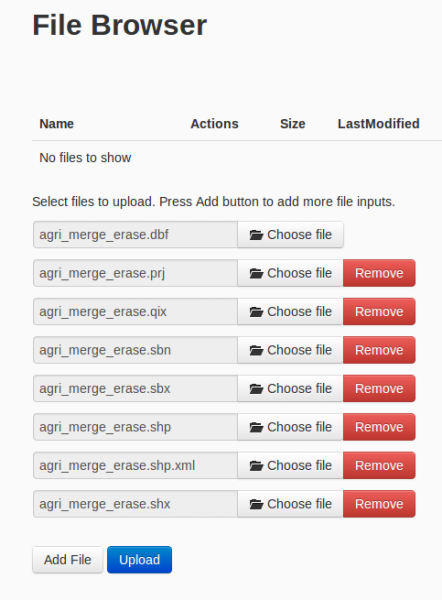 File Browser
Name Actions Size LastModified
No files to show
Select files to upload. Press Add button to add more file inputs.
agri_merge_erase.dbf Choose file
agri_merge_erase.prj Choose file Remove
agri_merge_erase.qix Choose file Remove
agri_merge_erase.sbn Choose file Remove
agri_merge_erase.sbx Choose file Remove
agri_merge_erase.shp Choose file Remove
agri_merge_erase.shp.xml Choose file Remove
agri_merge_erase.shx Choose file Remove
Add File Upload